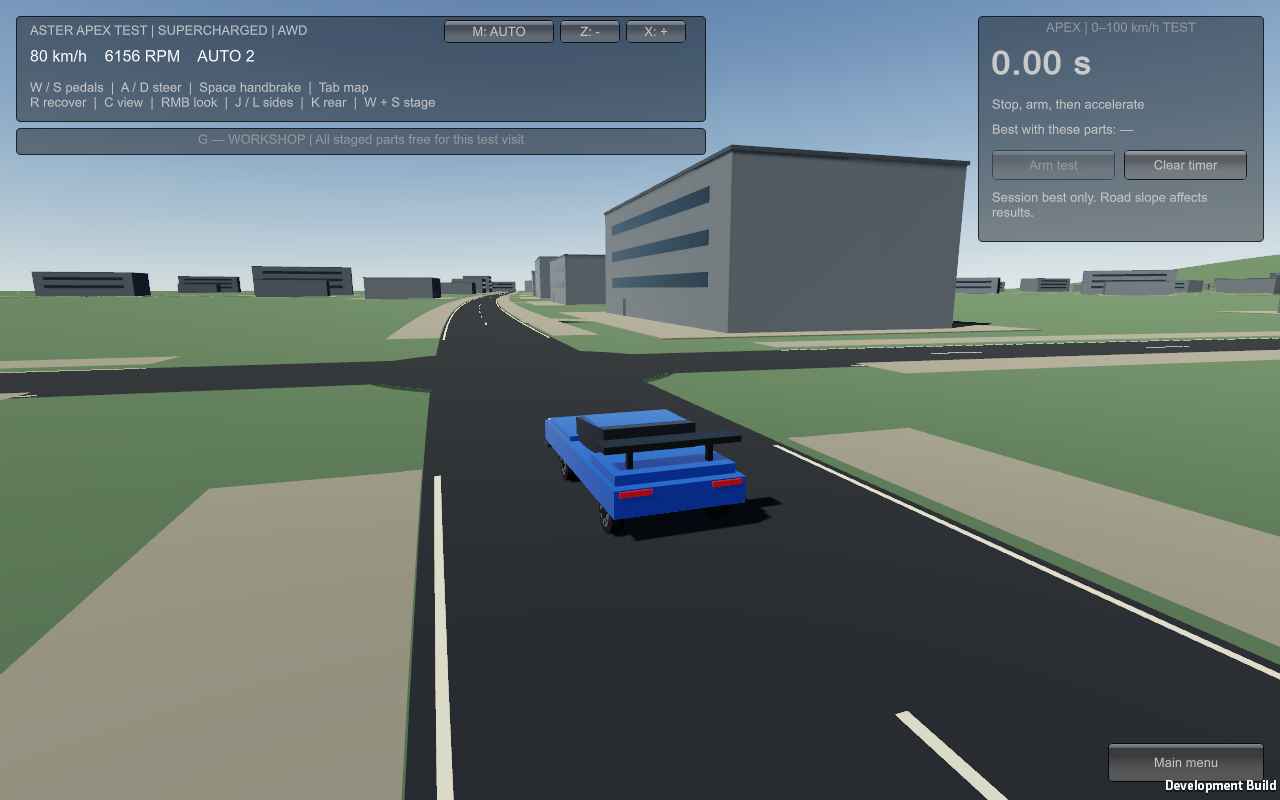 ASTER APEX TEST | SUPERCHARGED | AWD
M: AUTO
Z: -
X: +
80 km/h 6156 RPM AUTO 2
W / S pedals | A / D steer | Space handbrake | Tab map
R recover | C view | RMB look | J / L sides | K rear | W + S stage
G — WORKSHOP | All staged parts free for this test visit
APEX | 0–100 km/h TEST
0.00 s
Stop, arm, then accelerate
Best with these parts: —
Arm test
Clear timer
Session best only. Road slope affects
results.
Main menu
Development Build